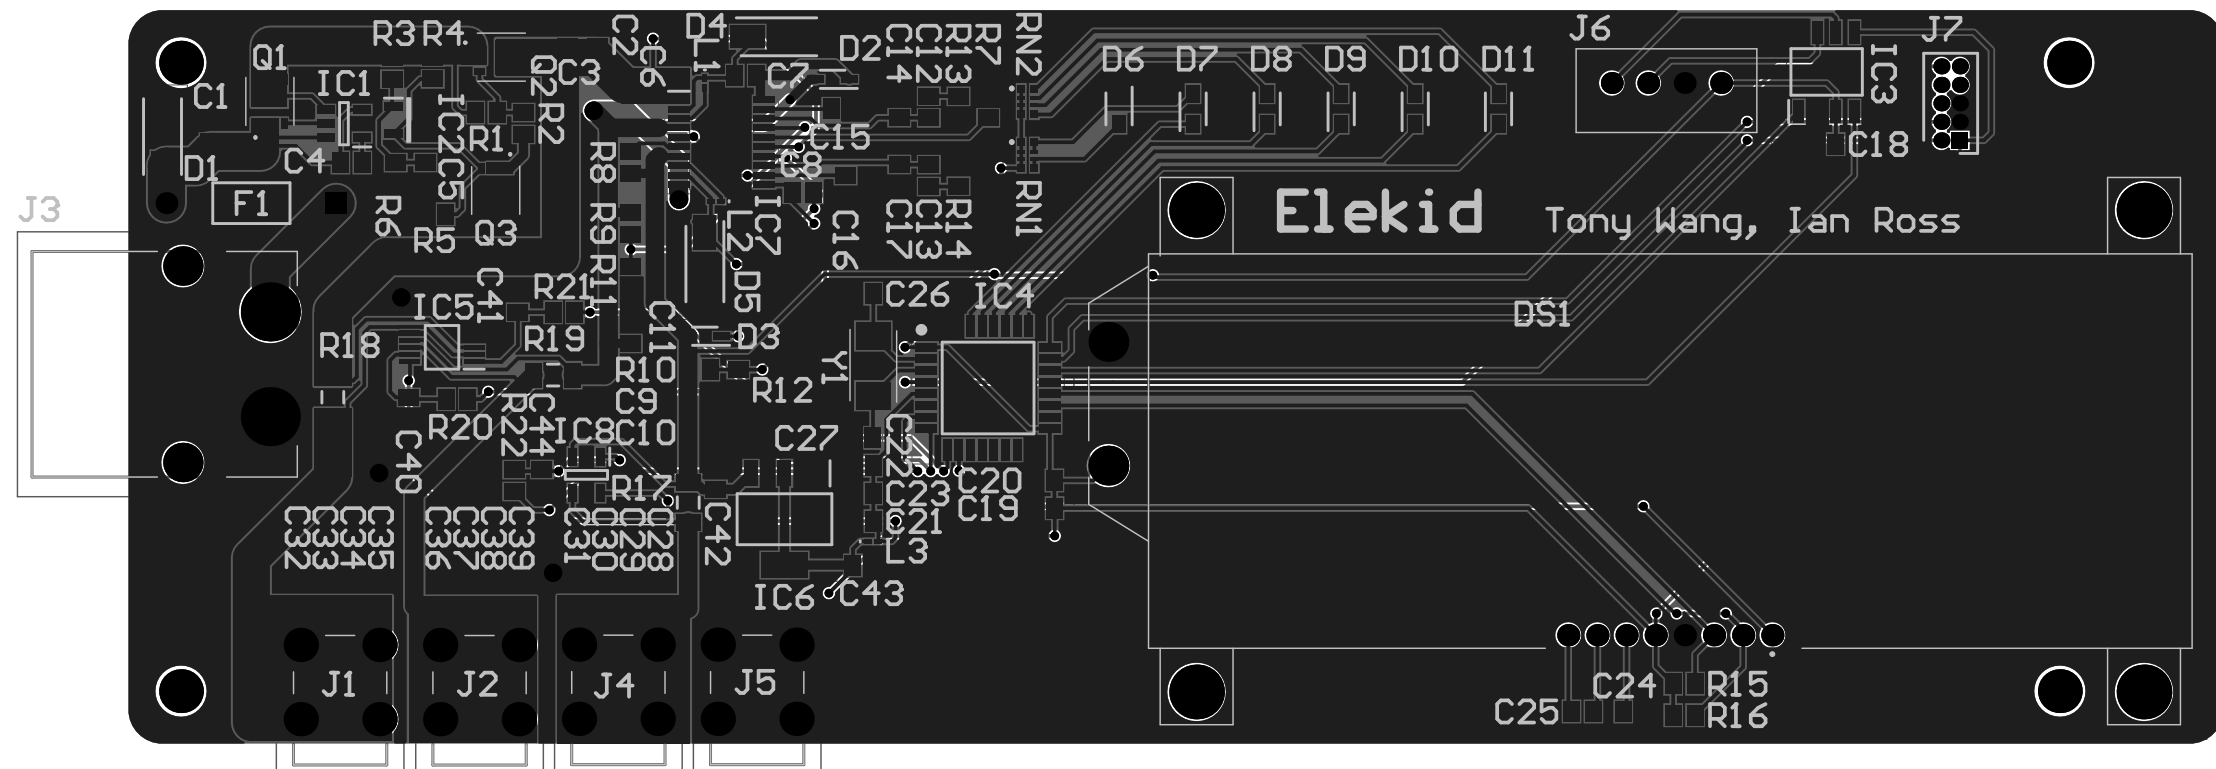 R3 R4
C2
D4
L1
C6
D2
C14
C12
R13
R7
RN2
D6 D7 D8 D9 D10 D11
J6
J7
IC3
Q1
IC1
Q2
C3
C7
C1
IC2
R1
R2
C15
C18
C4
C5
R8
C8
D1
F1
J3
R6
R5
Q3
R9
L2
IC7
C16
C17
C13
R14
RN1
Elekid
Tony Wang, Ian Ross
C41
R21
R11
D5
C26
IC4
IC5
DS1
R18
R19
C11
D3
Y1
R10
R12
C9
R20
R22
C44
IC8
C10
C27
C22
C40
R17
C20
C23
C19
C21
C32
C33
C34
C35
C36
C37
C38
C39
C31
C30
C29
C28
C42
L3
IC6
C43
J1
J2
J4
J5
C24
R15
C25
R16